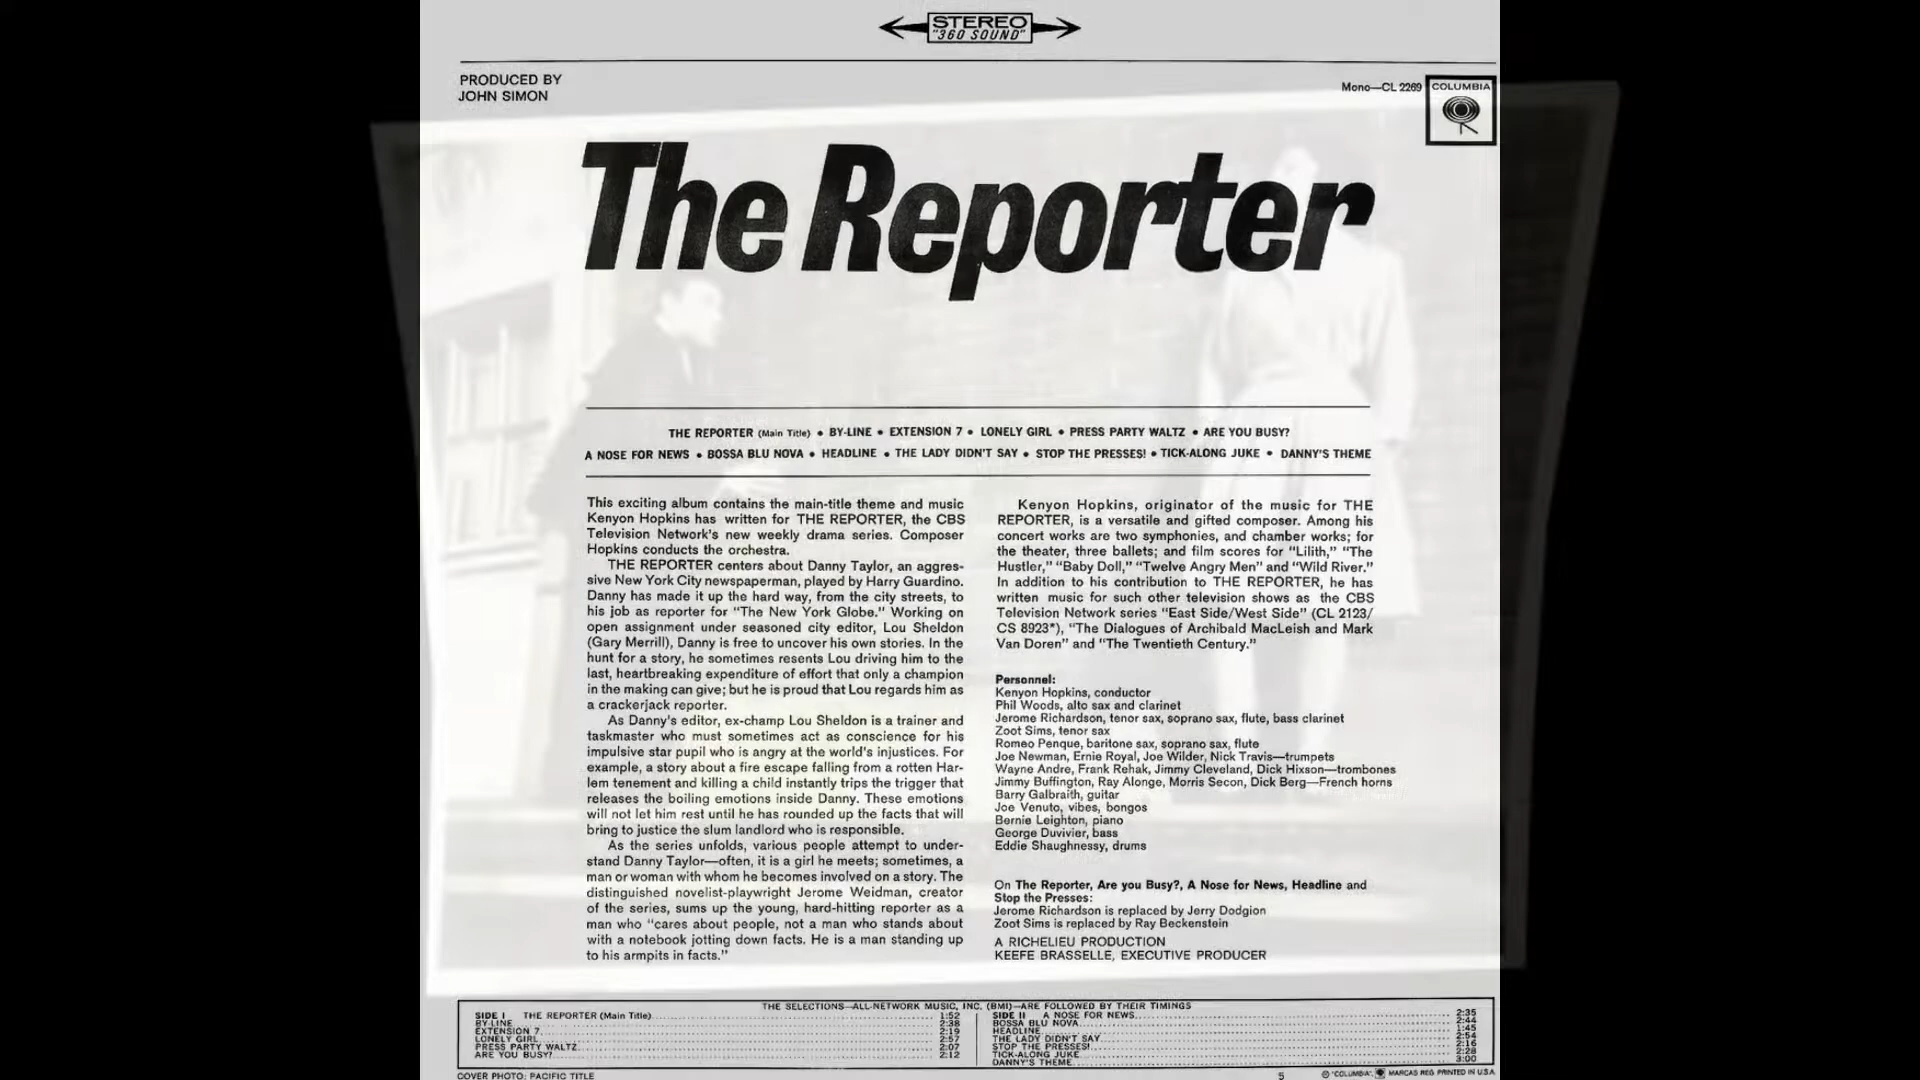 STEREO
"360 SOUND"
PRODUCED BY
JOHN SIMON
Mono—CL 2269
COLUMBIA
The Reporter
THE REPORTER (Main Title) • BY-LINE • EXTENSION 7 • LONELY GIRL • PRESS PARTY WALTZ • ARE YOU BUSY?
A NOSE FOR NEWS • BOSSA BLU NOVA • HEADLINE • THE LADY DIDN'T SAY • STOP THE PRESSES! • TICK-ALONG JUKE • DANNY'S THEME
This exciting album contains the main-title theme and music
Kenyon Hopkins has written for THE REPORTER, the CBS
Television Network's new weekly drama series. Composer
Hopkins conducts the orchestra.
THE REPORTER centers about Danny Taylor, an aggres-
sive New York City newspaperman, played by Harry Guardino.
Danny has made it up the hard way, from the city streets, to
his job as reporter for "The New York Globe." Working on
open assignment under seasoned city editor, Lou Sheldon
(Gary Merrill), Danny is free to uncover his own stories. In the
hunt for a story, he sometimes resents Lou driving him to the
last, heartbreaking expenditure of effort that only a champion
in the making can give; but he is proud that Lou regards him as
a crackerjack reporter.
As Danny's editor, ex-champ Lou Sheldon is a trainer and
taskmaster who must sometimes act as conscience for his
impulsive star pupil who is angry at the world's injustices. For
example, a story about a fire escape falling from a rotten Har-
lem tenement and killing a child instantly trips the trigger that
releases the boiling emotions inside Danny. These emotions
will not let him rest until he has rounded up the facts that will
bring to justice the slum landlord who is responsible.
As the series unfolds, various people attempt to under-
stand Danny Taylor—often, it is a girl he meets; sometimes, a
man or woman with whom he becomes involved on a story. The
distinguished novelist-playwright Jerome Weidman, creator
of the series, sums up the young, hard-hitting reporter as a
man who "cares about people, not a man who stands about
with a notebook jotting down facts. He is a man standing up
to his armpits in facts."
Kenyon Hopkins, originator of the music for THE
REPORTER, is a versatile and gifted composer. Among his
concert works are two symphonies, and chamber works; for
the theater, three ballets; and film scores for "Lilith," "The
Hustler," "Baby Doll," "Twelve Angry Men" and "Wild River."
In addition to his contribution to THE REPORTER, he has
written music for such other television shows as the CBS
Television Network series "East Side/West Side" (CL 2123/
CS 8923*), "The Dialogues of Archibald MacLeish and Mark
Van Doren" and "The Twentieth Century."
Personnel:
Kenyon Hopkins, conductor
Phil Woods, alto sax and clarinet
Jerome Richardson, tenor sax, soprano sax, flute, bass clarinet
Zoot Sims, tenor sax
Romeo Penque, baritone sax, soprano sax, flute
Joe Newman, Ernie Royal, Joe Wilder, Nick Travis—trumpets
Wayne Andre, Frank Rehak, Jimmy Cleveland, Dick Hixson—trombones
Jimmy Buffington, Ray Alonge, Morris Secon, Dick Berg—French horns
Barry Galbraith, guitar
Joe Venuto, vibes, bongos
Bernie Leighton, piano
George Duvivier, bass
Eddie Shaughnessy, drums
On The Reporter, Are you Busy?, A Nose for News, Headline and
Stop the Presses:
Jerome Richardson is replaced by Jerry Dodgion
Zoot Sims is replaced by Ray Beckenstein
A RICHELIEU PRODUCTION
KEEFE BRASSELLE, EXECUTIVE PRODUCER
THE SELECTIONS—ALL-NETWORK MUSIC, INC. (BMI)—ARE FOLLOWED BY THEIR TIMINGS
SIDE I THE REPORTER (Main Title) 1:52
BY-LINE 2:38
EXTENSION 7 2:19
LONELY GIRL 2:57
PRESS PARTY WALTZ 2:07
ARE YOU BUSY? 2:12
SIDE II A NOSE FOR NEWS 2:35
BOSSA BLU NOVA 2:44
HEADLINE 1:45
THE LADY DIDN'T SAY 2:54
STOP THE PRESSES! 2:16
TICK-ALONG JUKE 2:28
DANNY'S THEME 3:00
COVER PHOTO: PACIFIC TITLE
5
® "COLUMBIA", MARCAS REG. PRINTED IN U.S.A.